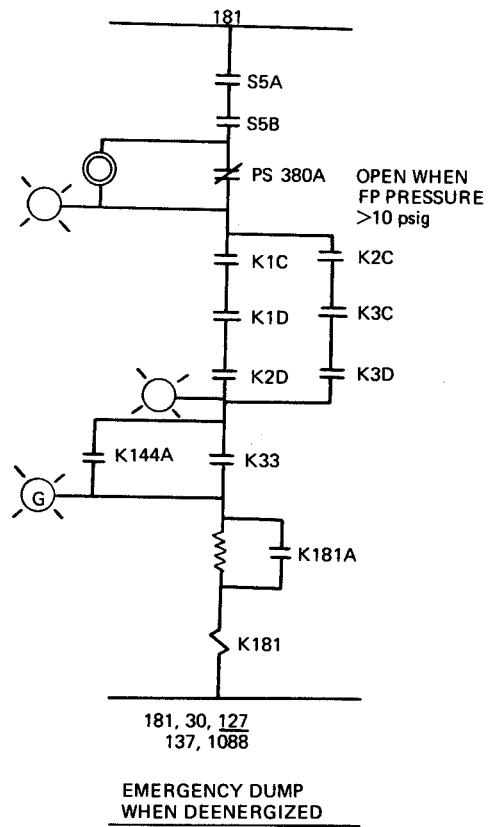 181
S5A
S5B
PS 380A
OPEN WHEN
FP PRESSURE
>10 psig
K1C
K2C
K1D
K3C
K2D
K3D
K144A
K33
G
K181A
K181
181, 30, 127
137, 1088
EMERGENCY DUMP
WHEN DEENERGIZED